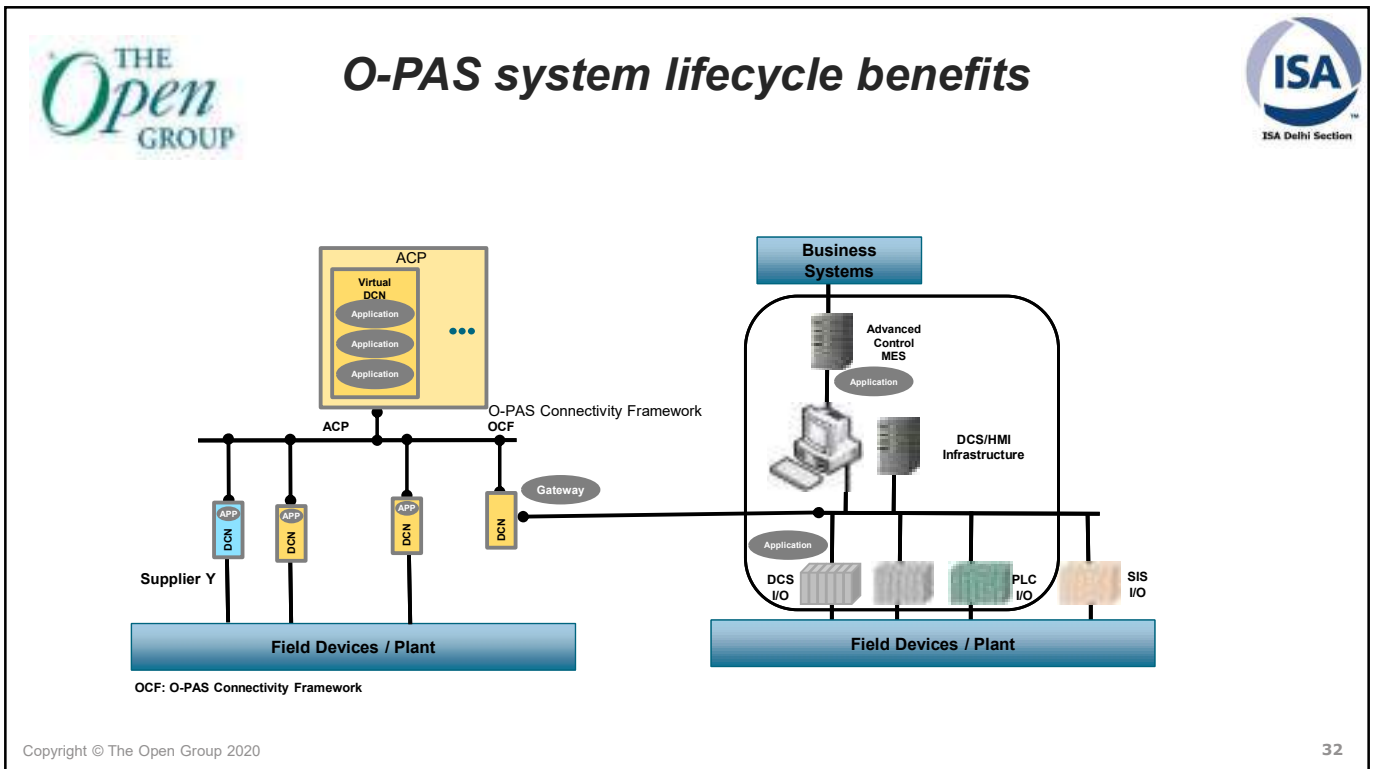 THE
Open
GROUP
O-PAS system lifecycle benefits
ISA
TM
ISA Delhi Section
ACP
Virtual
DCN
Application
Application
Application
•••
O-PAS Connectivity Framework
ACP
OCF
APP
DCN
APP
DCN
APP
DCN
DCN
Gateway
Supplier Y
Field Devices / Plant
OCF: O-PAS Connectivity Framework
Business
Systems
Advanced
Control
MES
Application
DCS/HMI
Infrastructure
Application
DCS
I/O
PLC
I/O
SIS
I/O
Field Devices / Plant
Copyright © The Open Group 2020
32